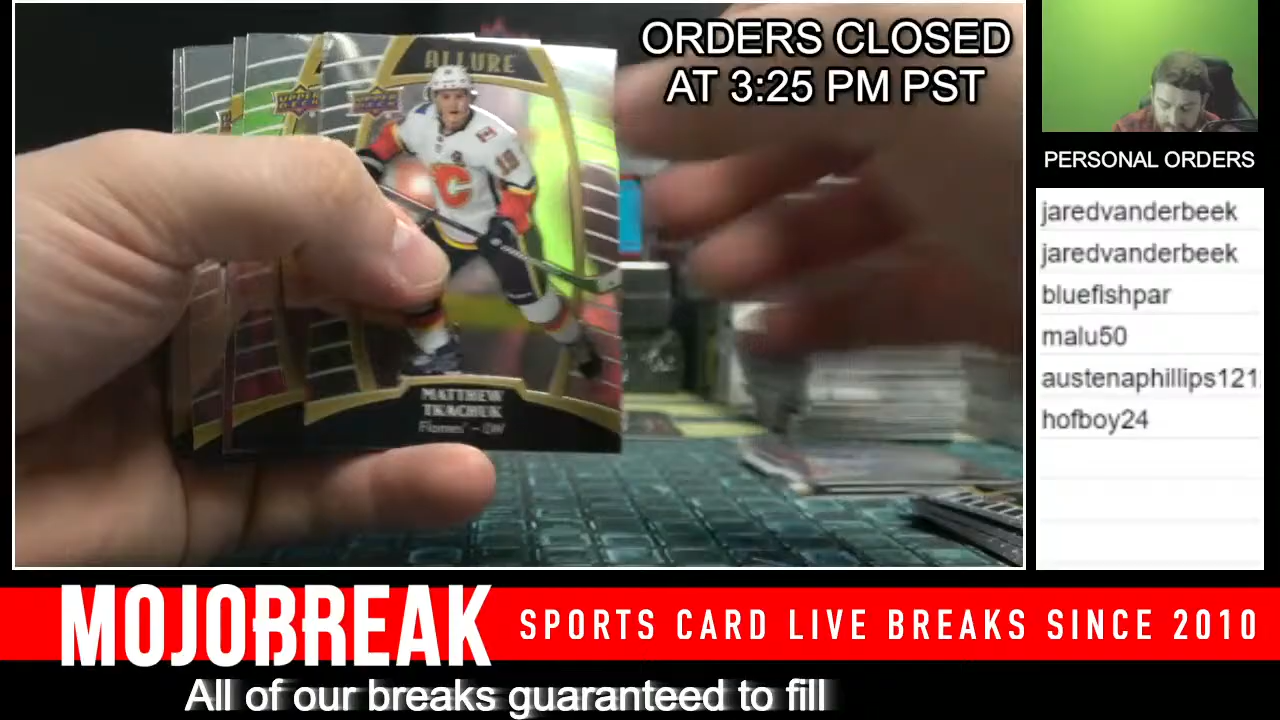 ORDERS CLOSED
AT 3:25 PM PST
ALLURE
19
MATTHEW
TKACHUK
Flames
PERSONAL ORDERS
jaredvanderbeek
jaredvanderbeek
bluefishpar
malu50
austenaphillips121
hofboy24
MOJOBREAK
SPORTS CARD LIVE BREAKS SINCE 2010
All of our breaks guaranteed to fill